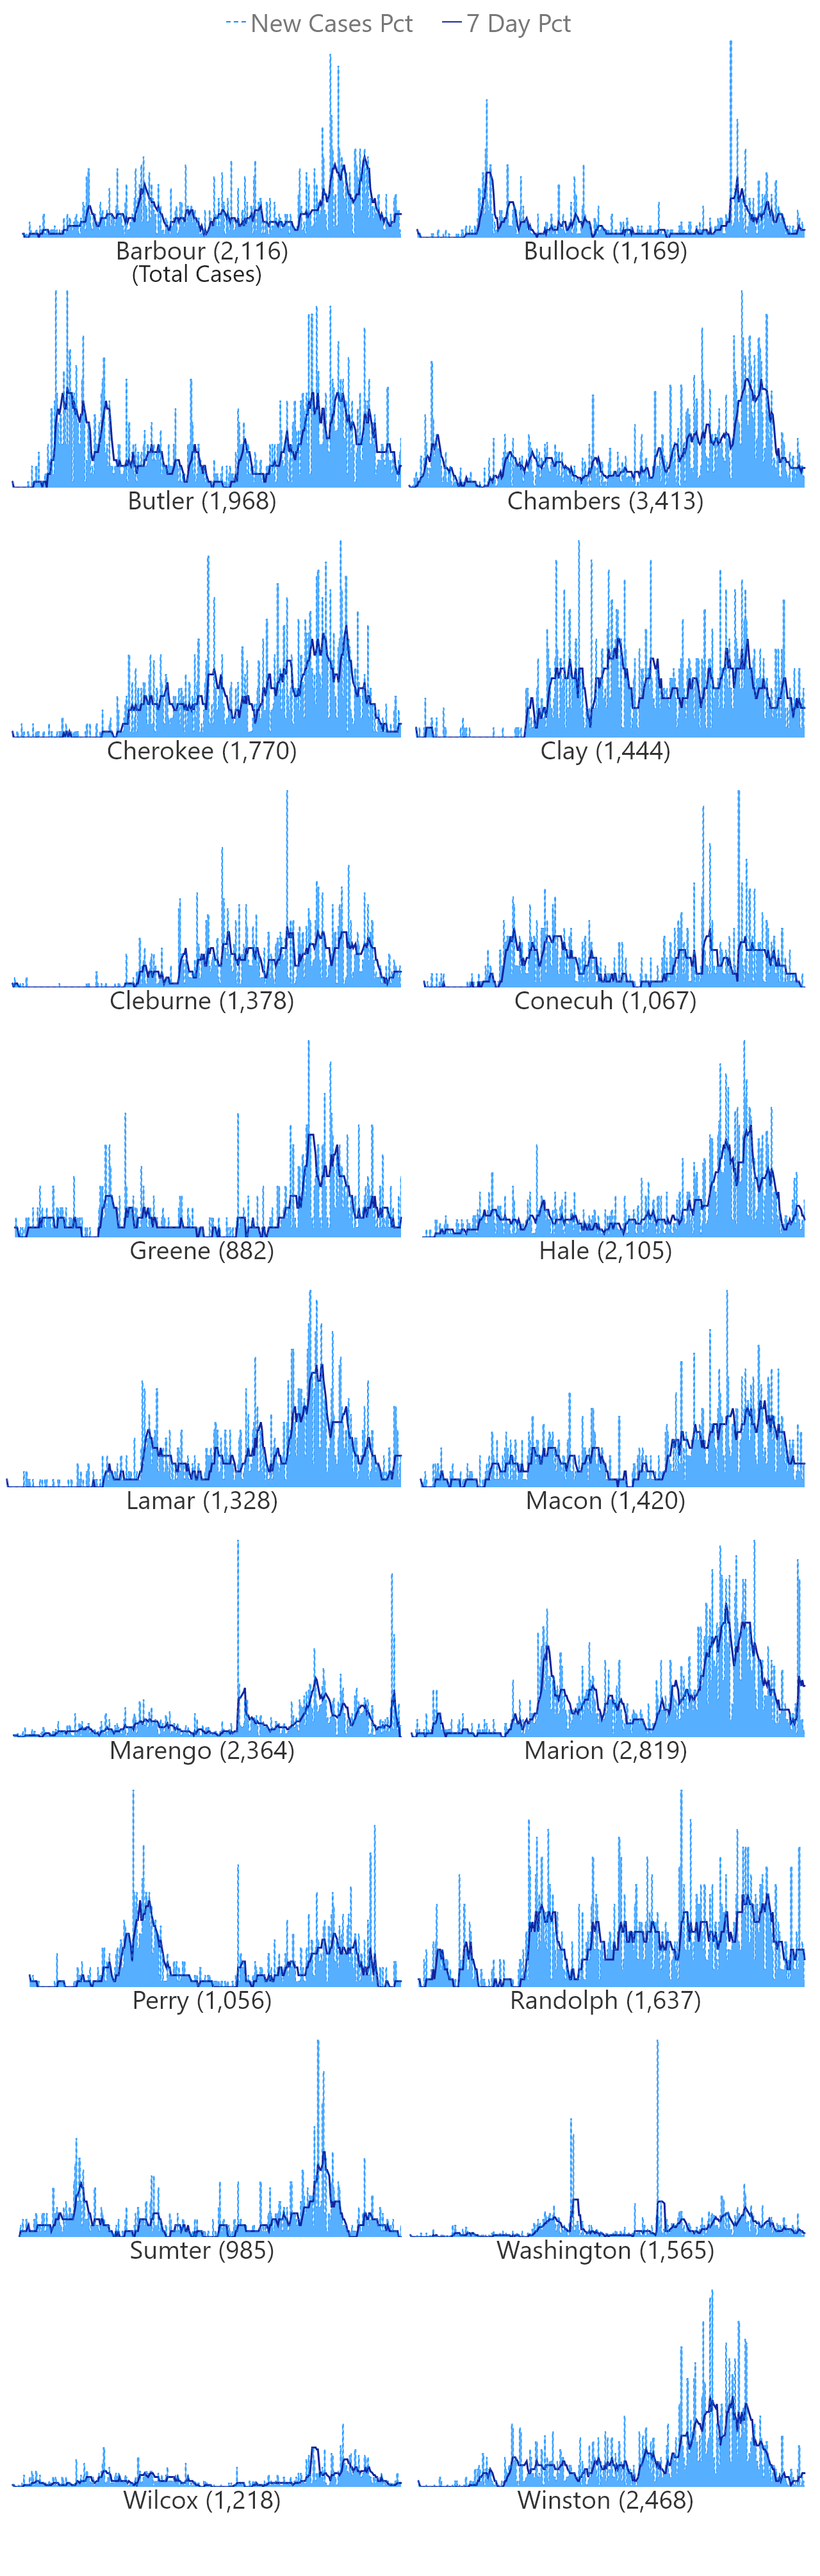 New Cases Pct 7 Day Pct
Barbour (2,116) Bullock (1,169)
(Total Cases)
Butler (1,968) Chambers (3,413)
Cherokee (1,770) Clay (1,444)
Cleburne (1,378) Conecuh (1,067)
Greene (882) Hale (2,105)
Lamar (1,328) Macon (1,420)
Marengo (2,364) Marion (2,819)
Perry (1,056) Randolph (1,637)
Sumter (985) Washington (1,565)
Wilcox (1,218) Winston (2,468)